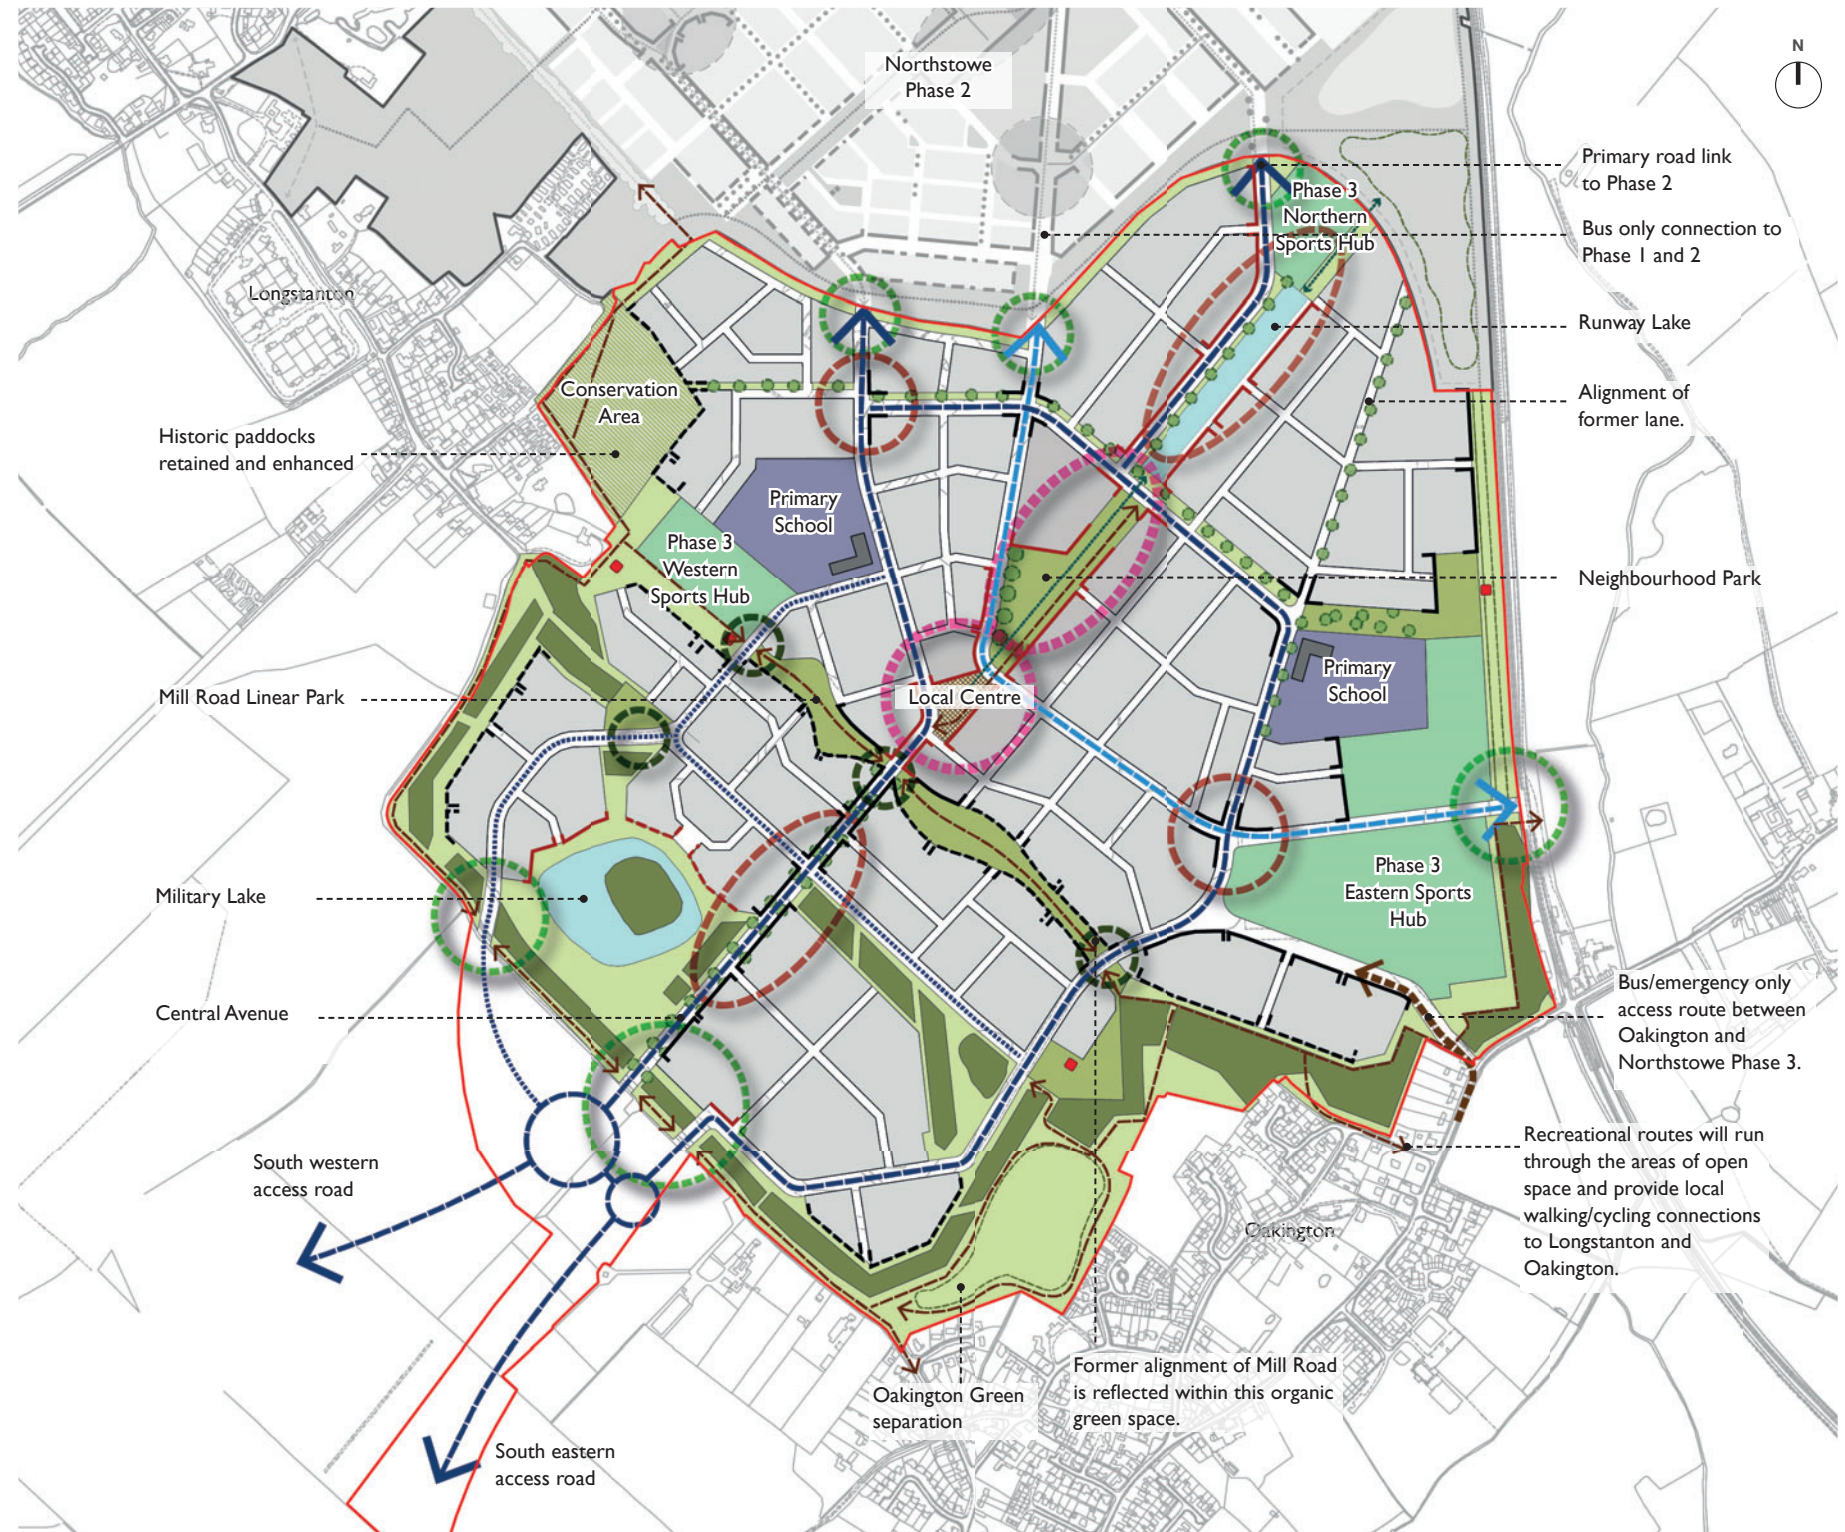 Northstowe
Phase 2
N
Primary road link
to Phase 2
Phase 3
Northern
Sports Hub
Bus only connection to
Phase 1 and 2
Longstanton
Runway Lake
Conservation
Area
Alignment of
former lane.
Historic paddocks
retained and enhanced
Primary
School
Phase 3
Western
Sports Hub
Neighbourhood Park
Primary
School
Mill Road Linear Park
Local Centre
Military Lake
Phase 3
Eastern Sports
Hub
Central Avenue
Bus/emergency only
access route between
Oakington and
Northstowe Phase 3.
South western
access road
Recreational routes will run
through the areas of open
space and provide local
walking/cycling connections
to Longstanton and
Oakington.
Oakington
Oakington Green
separation
Former alignment of Mill Road
is reflected within this organic
green space.
South eastern
access road